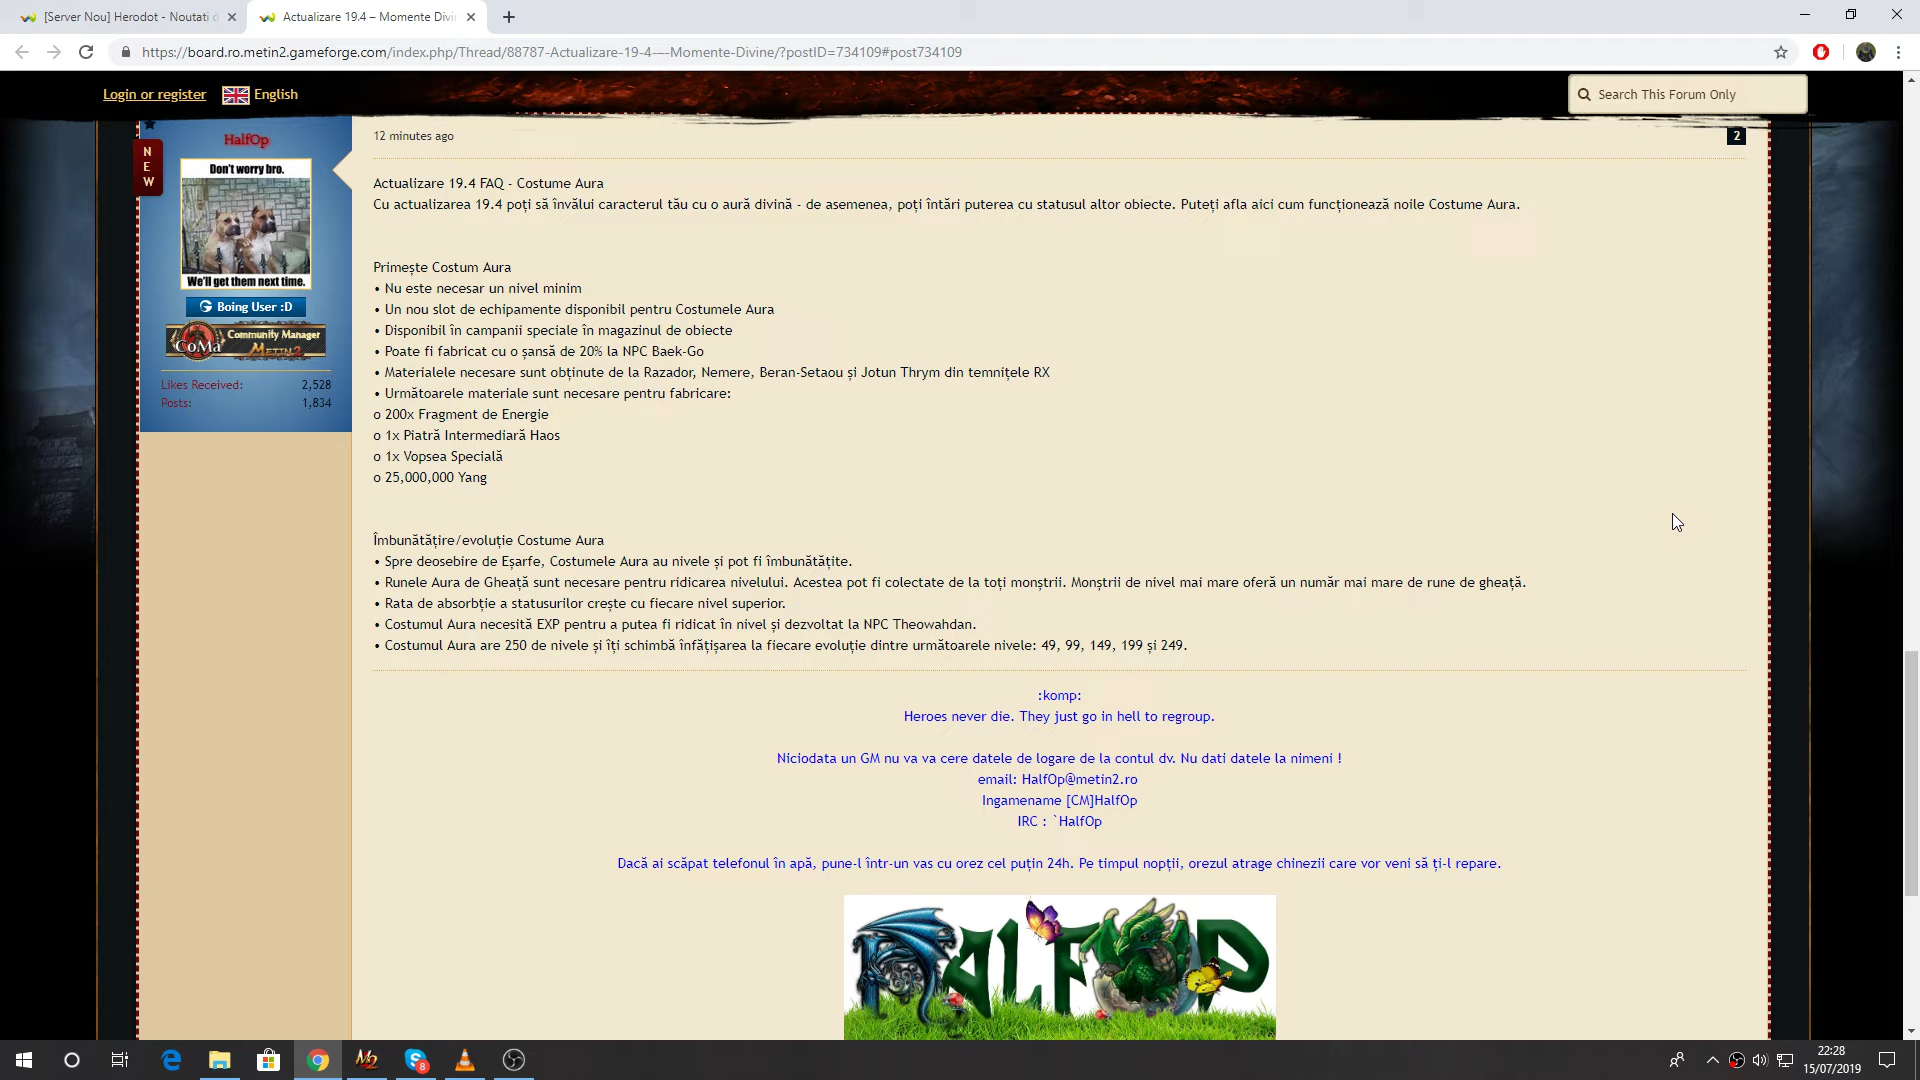 [Server Nou] Herodot - Noutati d
Actualizare 19.4 – Momente Divi
https://board.ro.metin2.gameforge.com/index.php/Thread/88787-Actualizare-19-4-–-Momente-Divine/?postID=734109#post734109
Login or register
English
Search This Forum Only
NEW
HalfOp
Don't worry bro.
We'll get them next time.
Boing User :D
CoMa Community Manager
Metin2
Likes Received: 2,528
Posts: 1,834
12 minutes ago
2
Actualizare 19.4 FAQ - Costume Aura
Cu actualizarea 19.4 poți să învălui caracterul tău cu o aură divină - de asemenea, poți întări puterea cu statusul altor obiecte. Puteți afla aici cum funcționează noile Costume Aura.
Primește Costum Aura
• Nu este necesar un nivel minim
• Un nou slot de echipamente disponibil pentru Costumele Aura
• Disponibil în campanii speciale în magazinul de obiecte
• Poate fi fabricat cu o șansă de 20% la NPC Baek-Go
• Materialele necesare sunt obținute de la Razador, Nemere, Beran-Setaou și Jotun Thrym din temnițele RX
• Următoarele materiale sunt necesare pentru fabricare:
o 200x Fragment de Energie
o 1x Piatră Intermediară Haos
o 1x Vopsea Specială
o 25,000,000 Yang
Îmbunătățire/evoluție Costume Aura
• Spre deosebire de Eșarfe, Costumele Aura au nivele și pot fi îmbunătățite.
• Runele Aura de Gheață sunt necesare pentru ridicarea nivelului. Acestea pot fi colectate de la toți monștrii. Monștrii de nivel mai mare oferă un număr mai mare de rune de gheață.
• Rata de absorbție a statusurilor crește cu fiecare nivel superior.
• Costumul Aura necesită EXP pentru a putea fi ridicat în nivel și dezvoltat la NPC Theowahdan.
• Costumul Aura are 250 de nivele și îți schimbă înfățișarea la fiecare evoluție dintre următoarele nivele: 49, 99, 149, 199 și 249.
:komp:
Heroes never die. They just go in hell to regroup.
Niciodata un GM nu va va cere datele de logare de la contul dv. Nu dati datele la nimeni !
email: HalfOp@metin2.ro
Ingamename [CM]HalfOp
IRC : `HalfOp
Dacă ai scăpat telefonul în apă, pune-l într-un vas cu orez cel puțin 24h. Pe timpul nopții, orezul atrage chinezii care vor veni să ți-l repare.
HALFOP
8
22:28
15/07/2019